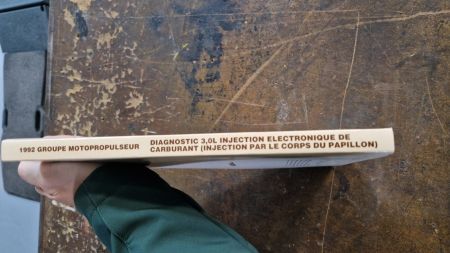 1992 GROUPE MOTOPROPULSEUR
DIAGNOSTIC 3,0L INJECTION ELECTRONIQUE DE
CARBURANT (INJECTION PAR LE CORPS DU PAPILLON)